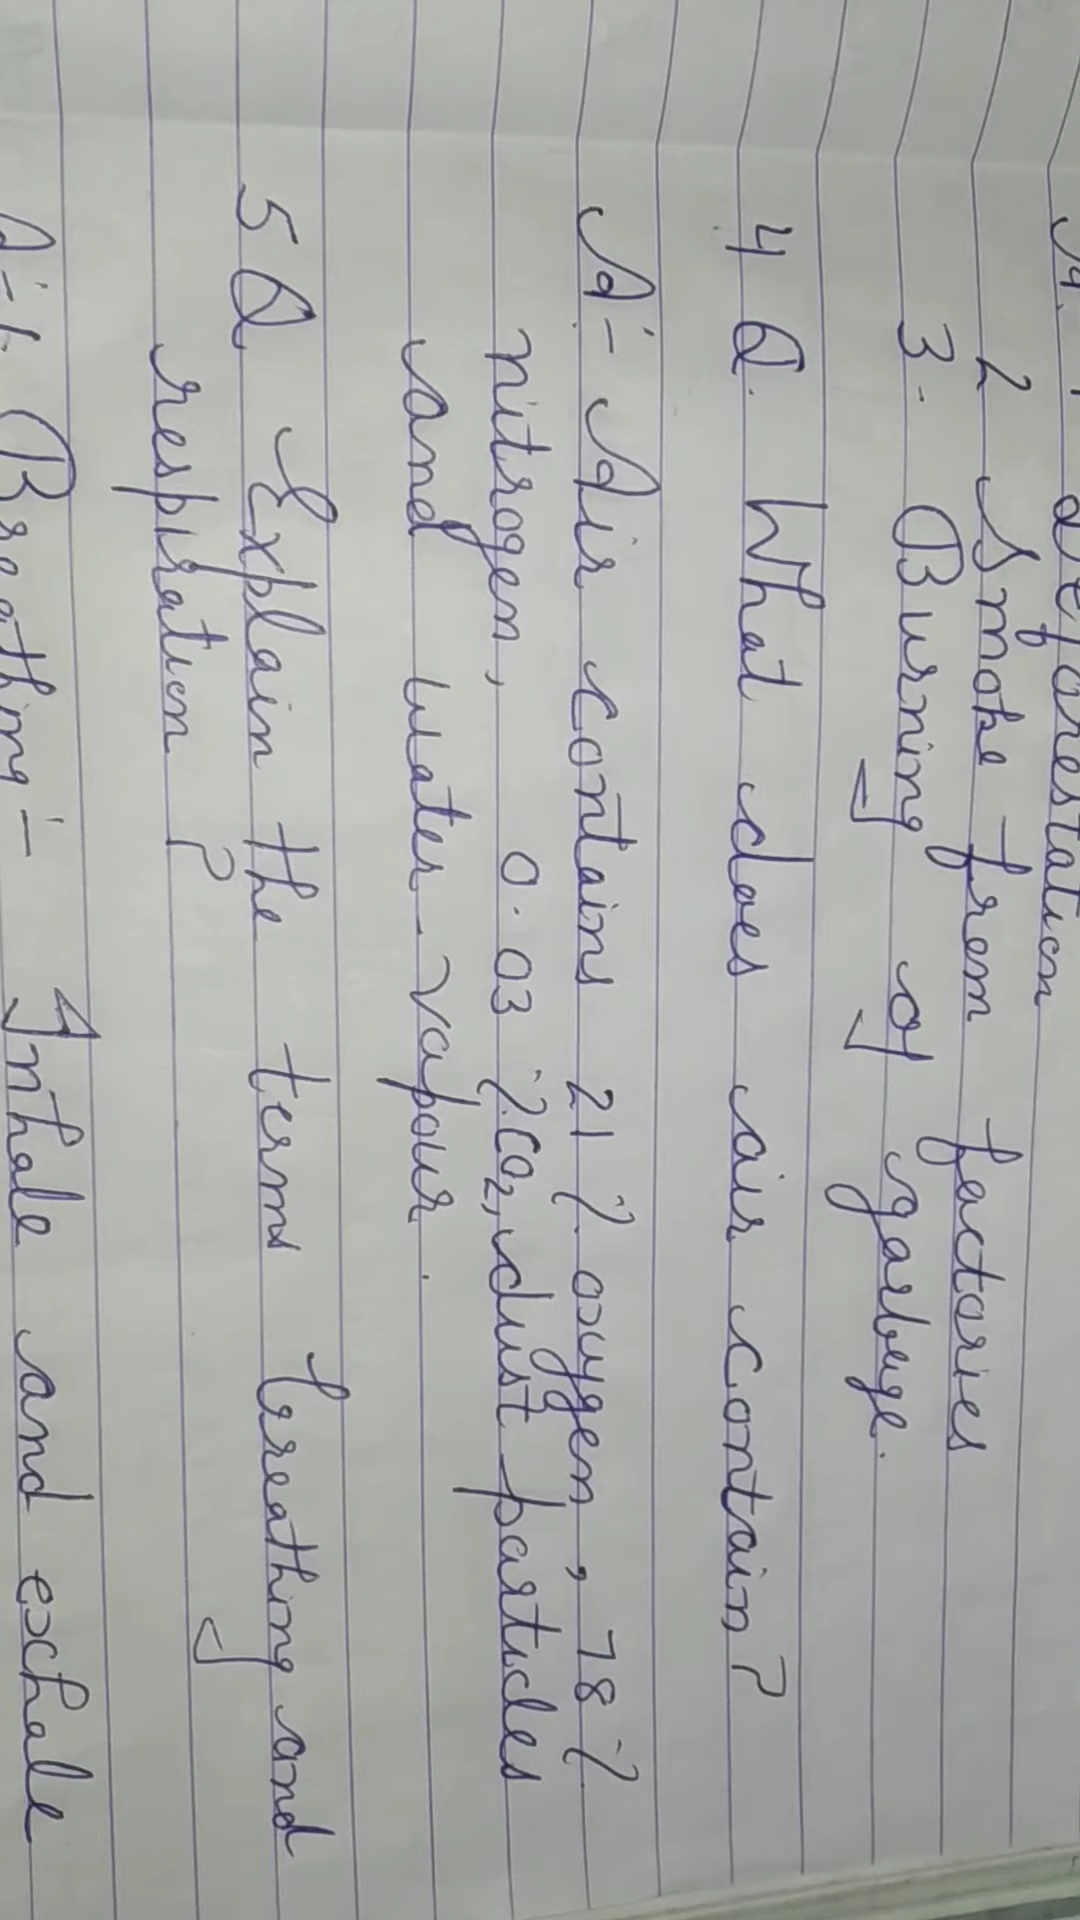 A. 1 deforestation
2 Smoke from factories
3. Burning of garbage.
4 Q. What does air contain?
A:- Air contains 21% oxygen, 78%
nitrogen, 0.03 % CO2, dust particles
and water vapour.
5 Q. Explain the terms breathing and
respiration?
A:- 1. Breathing:- Inhale and exhale